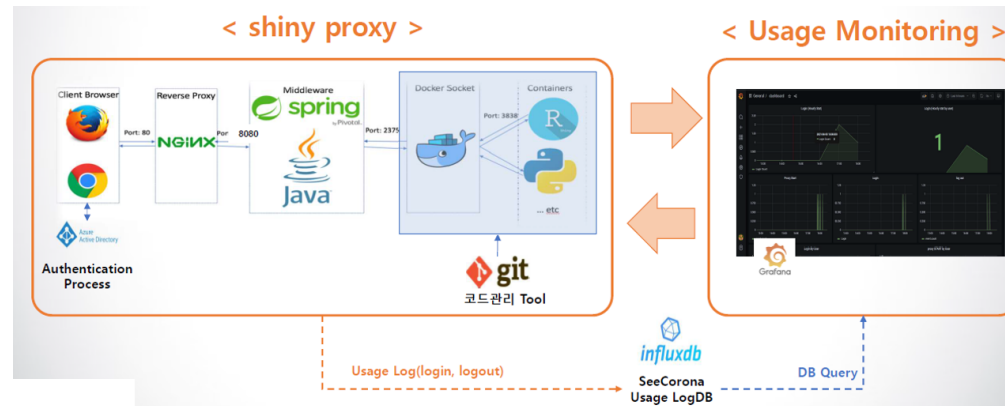 < shiny proxy >
< Usage Monitoring >
Client Browser
Reverse Proxy
Middleware
Docker Socket
Containers
spring
by Pivotal.
Port: 80
NGINX
Por
8080
Port: 2375
Port: 3838
R
Java
... etc
Azure
Active Directory
Authentication
Process
git
코드관리 Tool
1
Grafana
influxdb
Usage Log(login, logout)
SeeCorona
Usage LogDB
DB Query